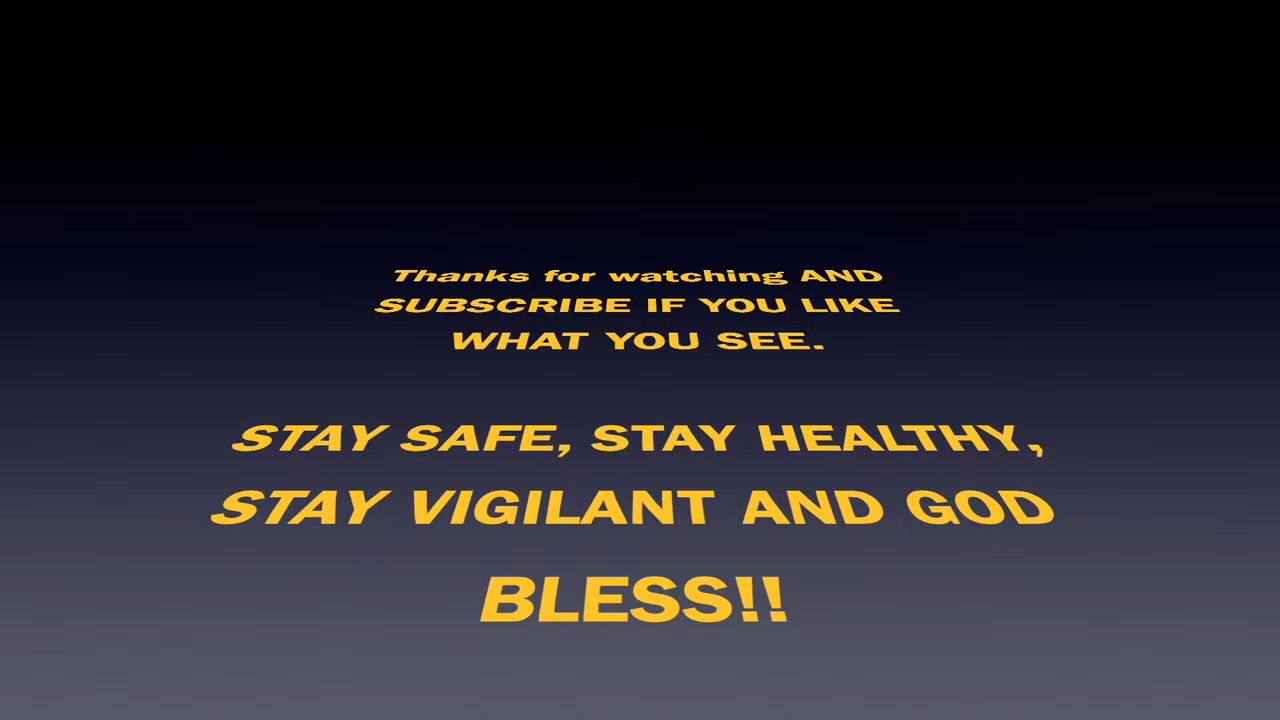 Thanks for watching AND
SUBSCRIBE IF YOU LIKE
WHAT YOU SEE.
STAY SAFE, STAY HEALTHY,
STAY VIGILANT AND GOD
BLESS!!